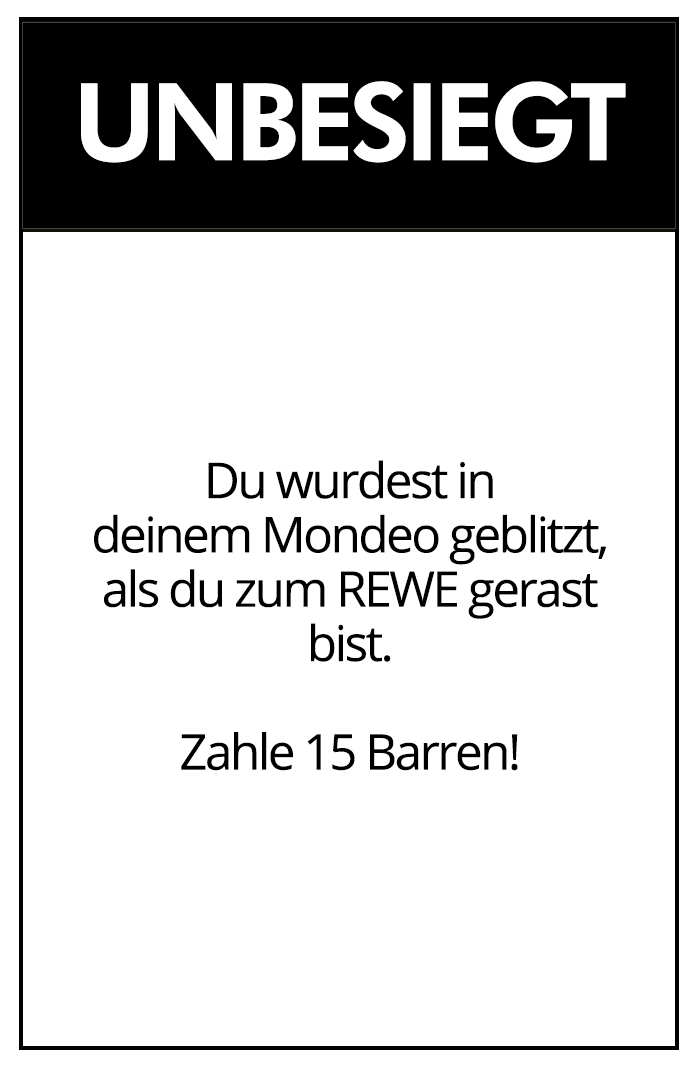 UNBESIEGT
Du wurdest in
deinem Mondeo geblitzt,
als du zum REWE gerast
bist.
Zahle 15 Barren!